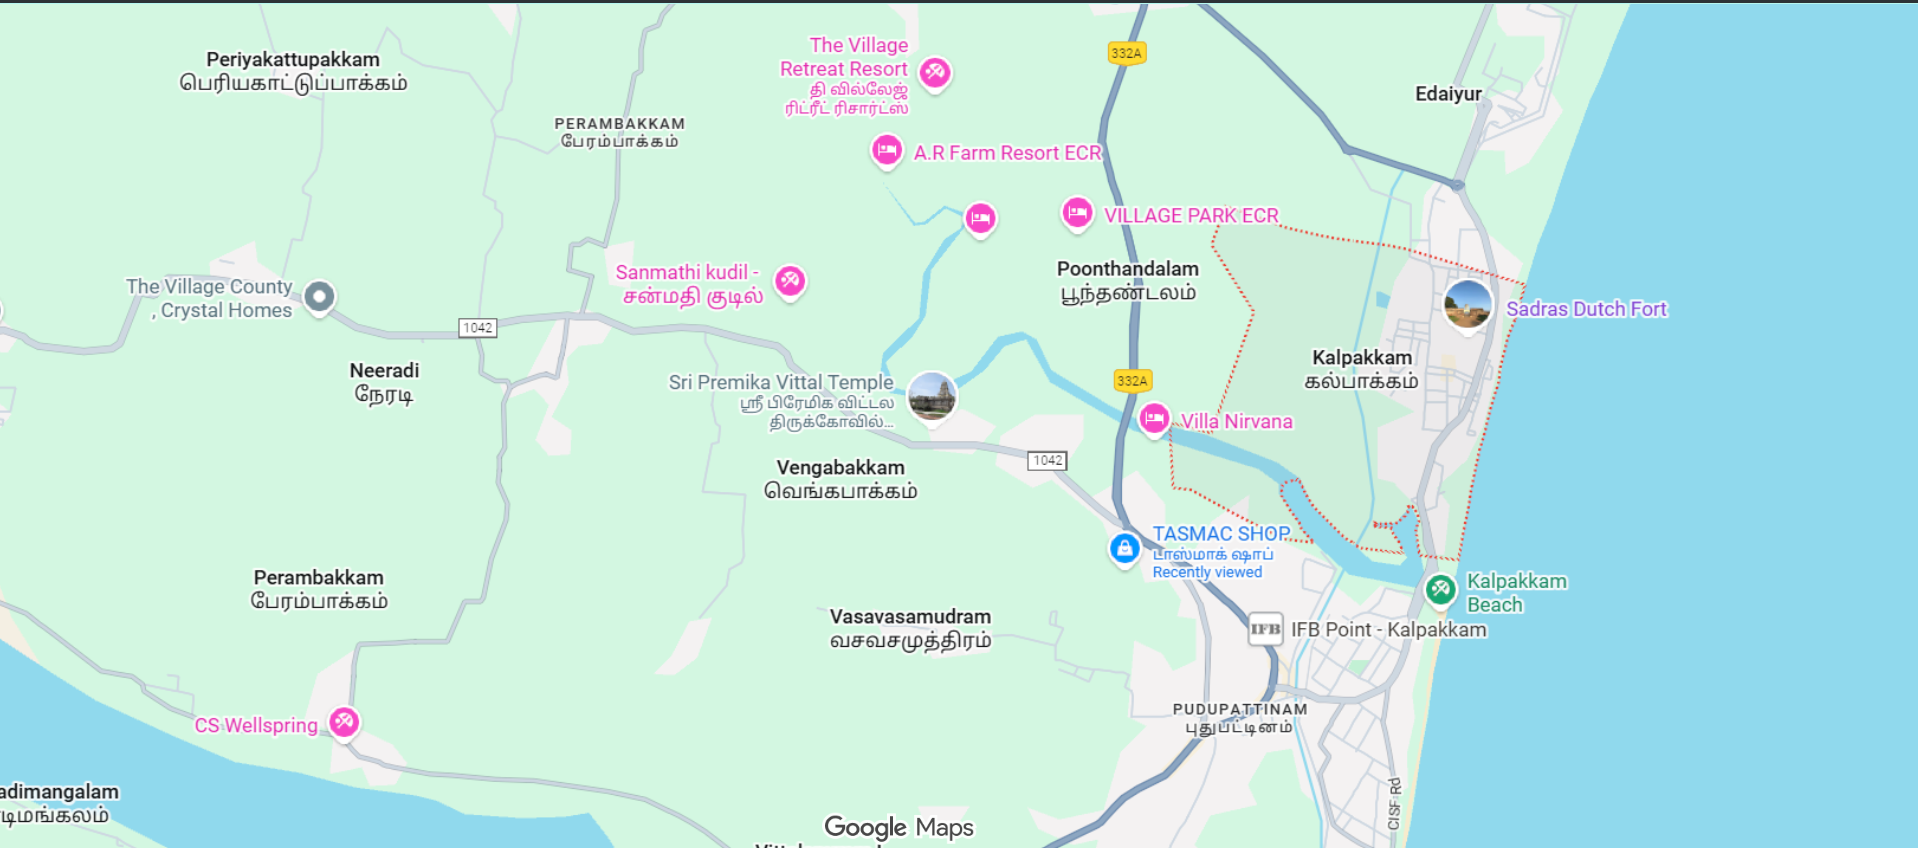 Periyakattupakkam
பெரியகாட்டுப்பாக்கம்
PERAMBAKKAM
பேரம்பாக்கம்
The Village
Retreat Resort
தி வில்லேஜ்
ரிட்ரீட் ரிசார்ட்ஸ்
332A
Edaiyur
A.R Farm Resort ECR
VILLAGE PARK ECR
Sanmathi kudil -
சன்மதி குடில்
Poonthandalam
பூந்தண்டலம்
The Village County
, Crystal Homes
1042
Sadras Dutch Fort
Neeradi
நேரடி
Kalpakkam
கல்பாக்கம்
Sri Premika Vittal Temple
ஸ்ரீ பிரேமிக விட்டல
திருக்கோவில்...
332A
Villa Nirvana
Vengabakkam
வெங்கபாக்கம்
1042
TASMAC SHOP
டாஸ்மாக் ஷாப்
Recently viewed
Perambakkam
பேரம்பாக்கம்
Kalpakkam
Beach
Vasavasamudram
வசவசமுத்திரம்
IFB
IFB Point - Kalpakkam
PUDUPATTINAM
புதுபட்டினம்
CS Wellspring
adimangalam
டிமங்கலம்
CISF Rd
Google Maps